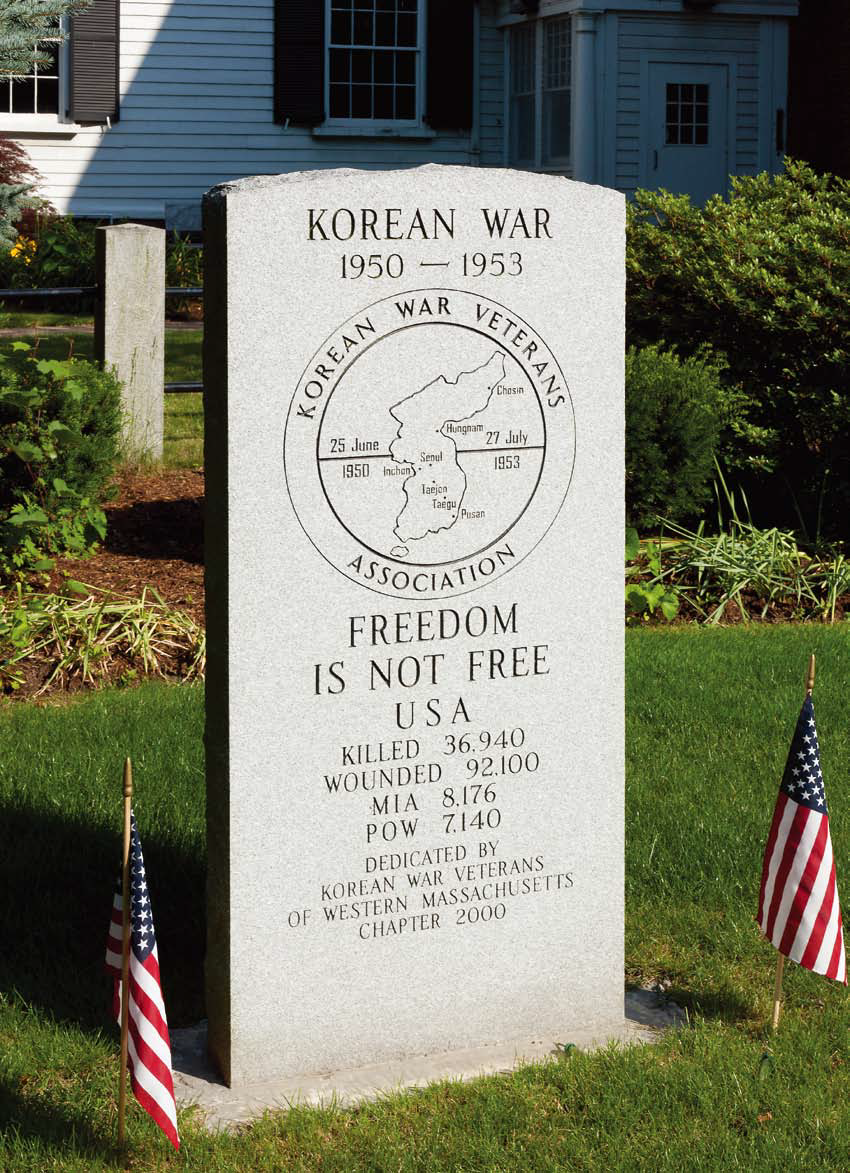 KOREAN WAR
1950 — 1953
KOREAN WAR VETERANS
Chosin
Hungnam
25 June
27 July
1950
Seoul
1953
Inchon
Taejon
Taegu
Pusan
ASSOCIATION
FREEDOM
IS NOT FREE
USA
KILLED 36,940
WOUNDED 92,100
MIA 8,176
POW 7,140
DEDICATED BY
KOREAN WAR VETERANS
OF WESTERN MASSACHUSETTS
CHAPTER 2000